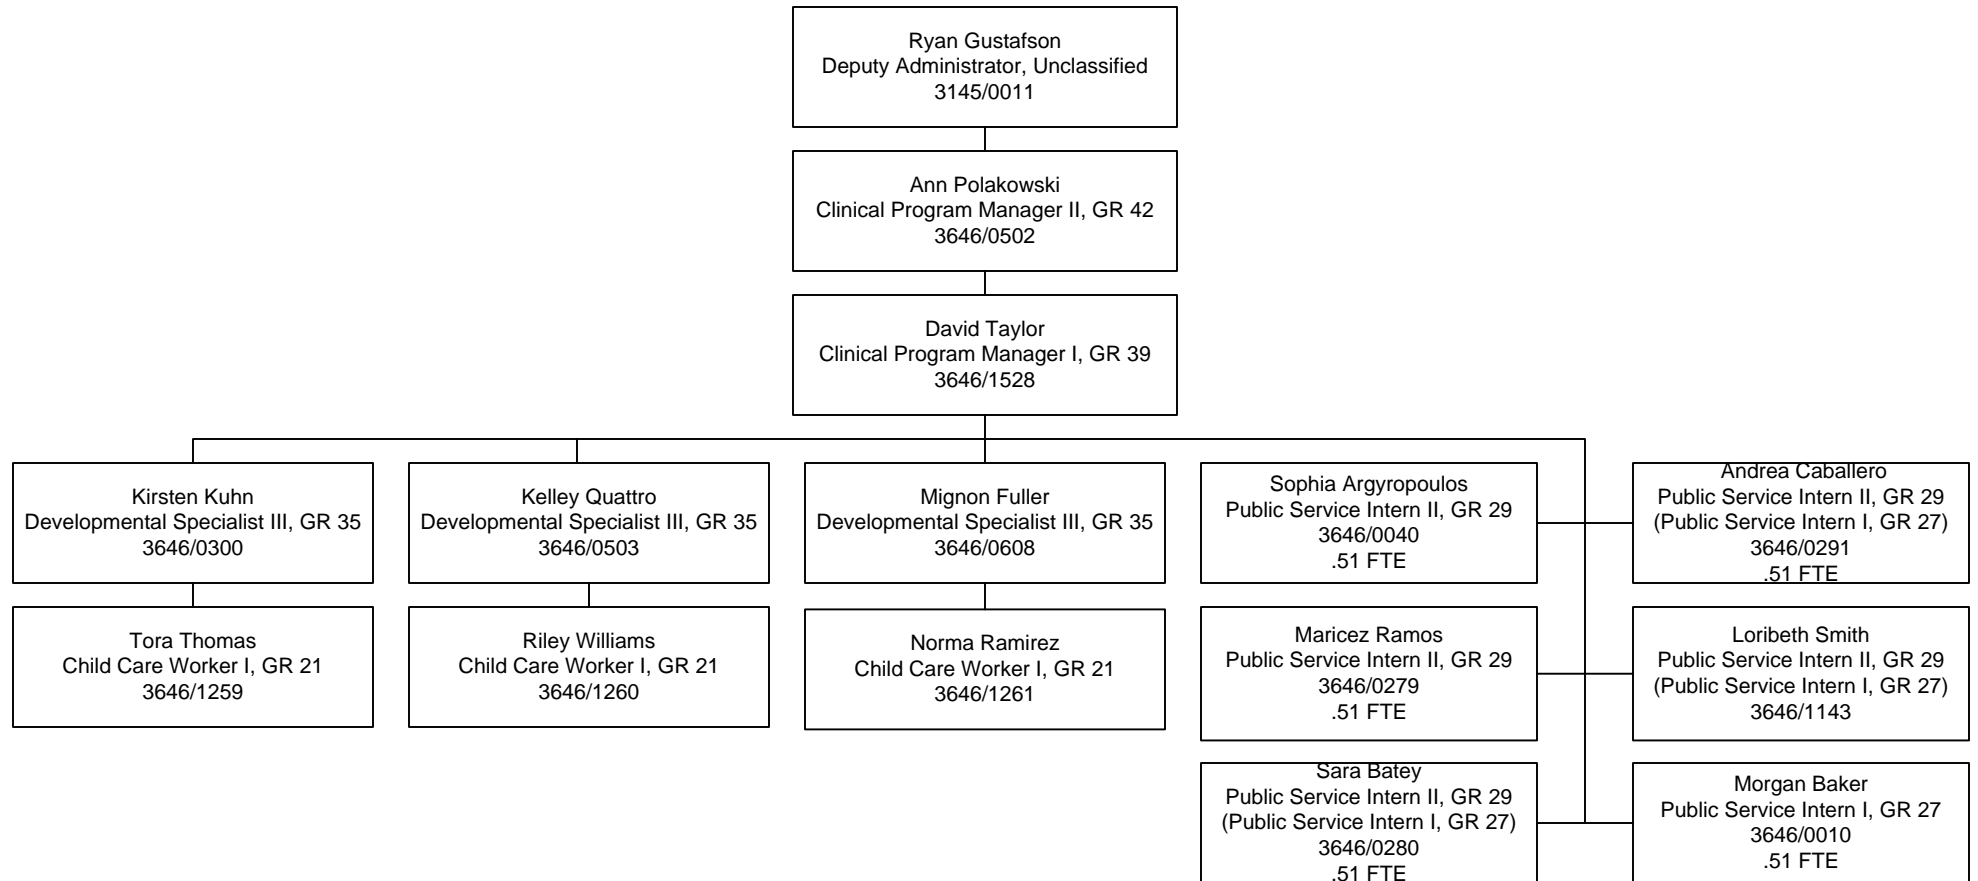 Ryan Gustafson
Deputy Administrator, Unclassified
3145/0011
Ann Polakowski
Clinical Program Manager II, GR 42
3646/0502
David Taylor
Clinical Program Manager I, GR 39
3646/1528
Kirsten Kuhn
Developmental Specialist III, GR 35
3646/0300
Kelley Quattro
Developmental Specialist III, GR 35
3646/0503
Mignon Fuller
Developmental Specialist III, GR 35
3646/0608
Sophia Argyropoulos
Public Service Intern II, GR 29
3646/0040
.51 FTE
Andrea Caballero
Public Service Intern II, GR 29
(Public Service Intern I, GR 27)
3646/0291
.51 FTE
Tora Thomas
Child Care Worker I, GR 21
3646/1259
Riley Williams
Child Care Worker I, GR 21
3646/1260
Norma Ramirez
Child Care Worker I, GR 21
3646/1261
Maricez Ramos
Public Service Intern II, GR 29
3646/0279
.51 FTE
Loribeth Smith
Public Service Intern II, GR 29
(Public Service Intern I, GR 27)
3646/1143
Sara Batey
Public Service Intern II, GR 29
(Public Service Intern I, GR 27)
3646/0280
.51 FTE
Morgan Baker
Public Service Intern I, GR 27
3646/0010
.51 FTE